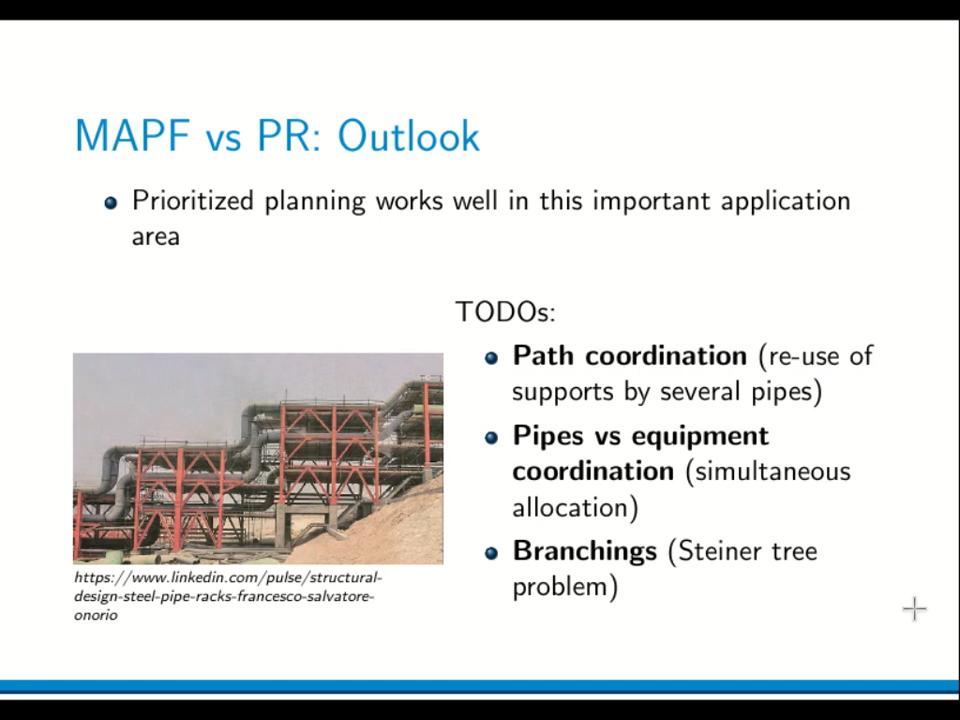 MAPF vs PR: Outlook
Prioritized planning works well in this important application
area
TODOs:
Path coordination (re-use of
supports by several pipes)
Pipes vs equipment
coordination (simultaneous
allocation)
Branchings (Steiner tree
problem)
https://www.linkedin.com/pulse/structural-
design-steel-pipe-racks-francesco-salvatore-
onorio